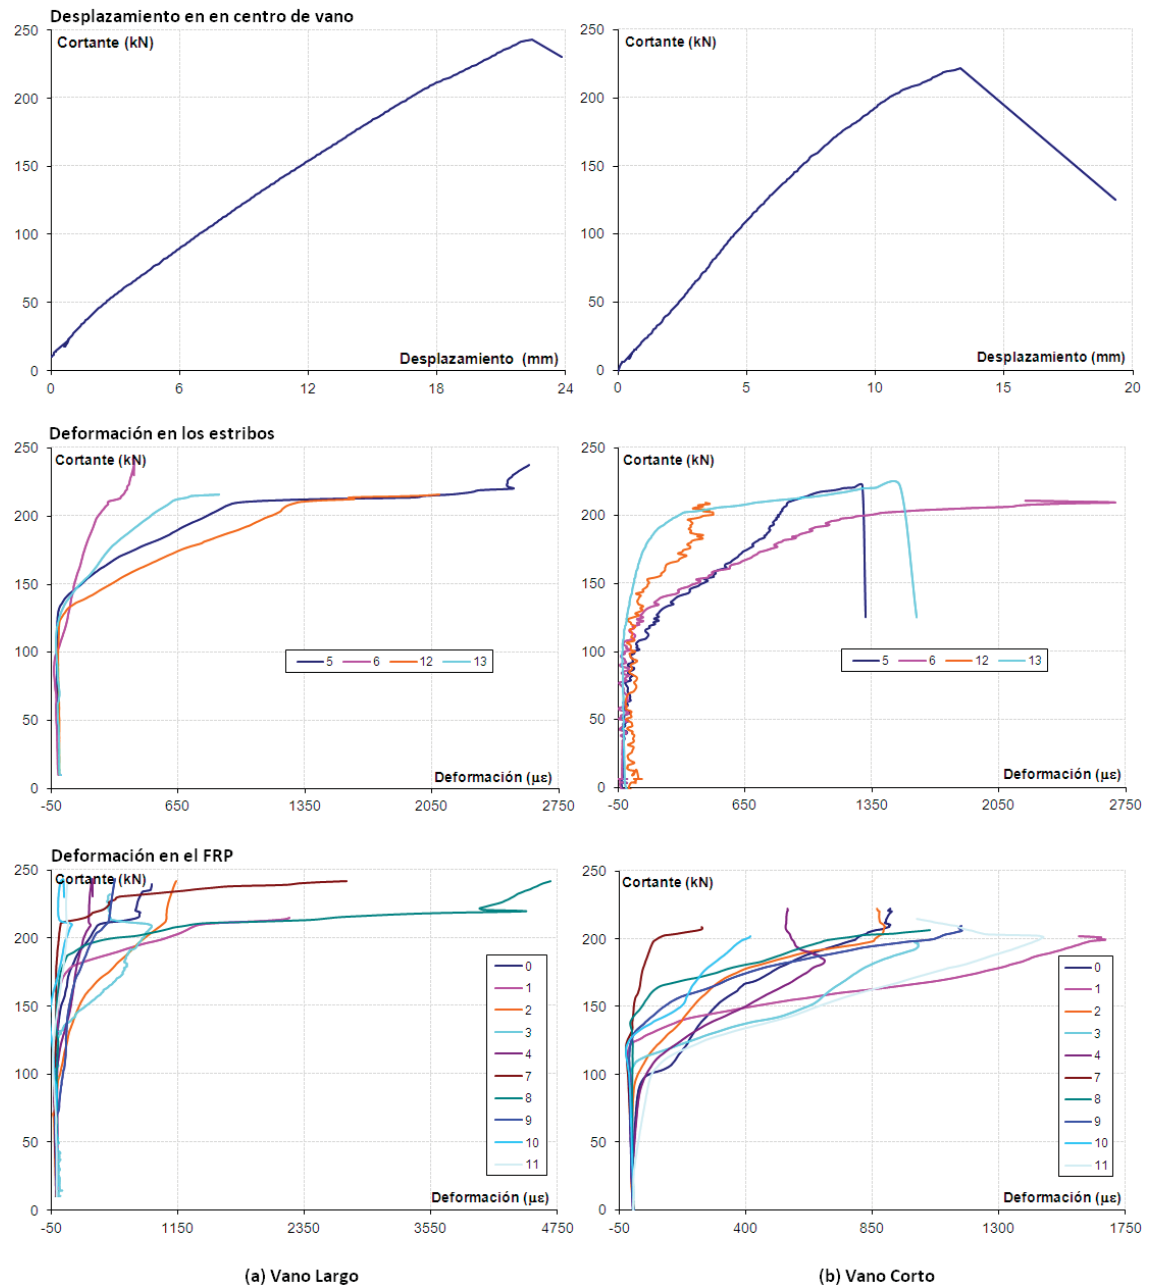 Desplazamiento en en centro de vano
Cortante (kN)
250
200
150
100
50
0
Desplazamiento (mm)
0 6 12 18 24
Cortante (kN)
250
200
150
100
50
0
Desplazamiento (mm)
0 5 10 15 20
Deformación en los estribos
Cortante (kN)
250
200
150
100
50
0
5 6 12 13
Deformación (με)
-50 650 1350 2050 2750
Cortante (kN)
250
200
150
100
50
0
5 6 12 13
Deformación (με)
-50 650 1350 2050 2750
Deformación en el FRP
Cortante (kN)
250
200
150
100
50
0
0
1
2
3
4
7
8
9
10
11
Deformación (με)
-50 1150 2350 3550 4750
Cortante (kN)
250
200
150
100
50
0
0
1
2
3
4
7
8
9
10
11
Deformación (με)
-50 400 850 1300 1750
(a) Vano Largo
(b) Vano Corto